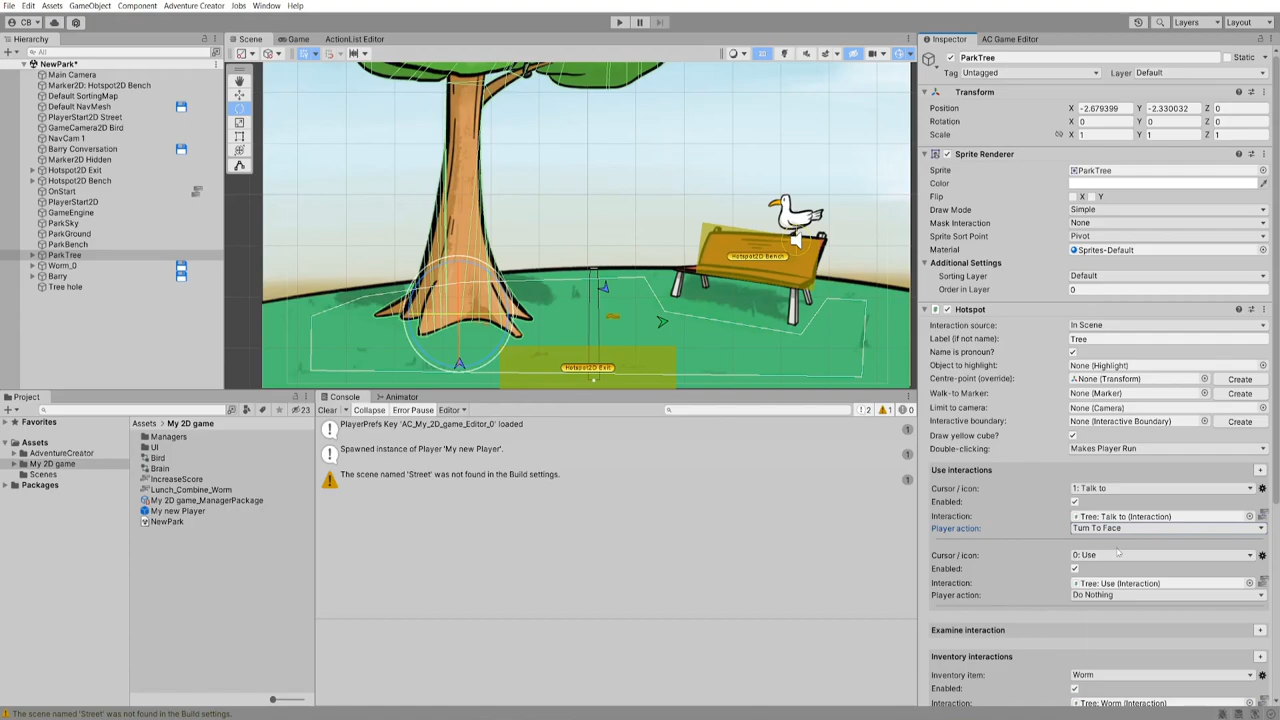 File Edit Assets GameObject Component Adventure Creator Jobs Window Help
CB
Layers
Layout
Hierarchy
Scene
Game
ActionList Editor
Inspector
AC Game Editor
All
2D
NewPark*
Main Camera
Marker2D: Hotspot2D Bench
Default SortingMap
Default NavMesh
PlayerStart2D Street
GameCamera2D Bird
NavCam 1
Barry Conversation
Marker2D Hidden
Hotspot2D Exit
Hotspot2D Bench
OnStart
PlayerStart2D
GameEngine
ParkSky
ParkGround
ParkBench
ParkTree
Worm_0
Barry
Tree hole
Hotspot2D Bench
Hotspot2D Exit
ParkTree
Static
Tag Untagged
Layer Default
Transform
Position X -2.679399 Y -2.330032 Z 0
Rotation X 0 Y 0 Z 0
Scale X 1 Y 1 Z 1
Sprite Renderer
Sprite ParkTree
Color
Flip X Y
Draw Mode Simple
Mask Interaction None
Sprite Sort Point Pivot
Material Sprites-Default
Additional Settings
Sorting Layer Default
Order in Layer 0
Hotspot
Interaction source: In Scene
Label (if not name): Tree
Name is pronoun?
Object to highlight: None (Highlight)
Centre-point (override): None (Transform) Create
Walk-to Marker: None (Marker) Create
Limit to camera: None (Camera)
Interactive boundary: None (Interactive Boundary) Create
Draw yellow cube?
Double-clicking: Makes Player Run
Use interactions +
Cursor / icon: 1: Talk to
Enabled:
Interaction: Tree: Talk to (Interaction)
Player action: Turn To Face
Cursor / icon: 0: Use
Enabled:
Interaction: Tree: Use (Interaction)
Player action: Do Nothing
Examine interaction +
Inventory interactions +
Inventory item: Worm
Enabled:
Interaction: Tree: Worm (Interaction)
Project
23
Favorites
Assets
AdventureCreator
My 2D game
Scenes
Packages
Assets > My 2D game
Managers
UI
Bird
Brain
IncreaseScore
Lunch_Combine_Worm
My 2D game_ManagerPackage
My new Player
NewPark
Console
Animator
Clear Collapse Error Pause Editor
2 1 0
PlayerPrefs Key 'AC_My_2D_game_Editor_0' loaded 1
Spawned instance of Player 'My new Player'. 1
The scene named 'Street' was not found in the Build settings. 1
The scene named 'Street' was not found in the Build settings.